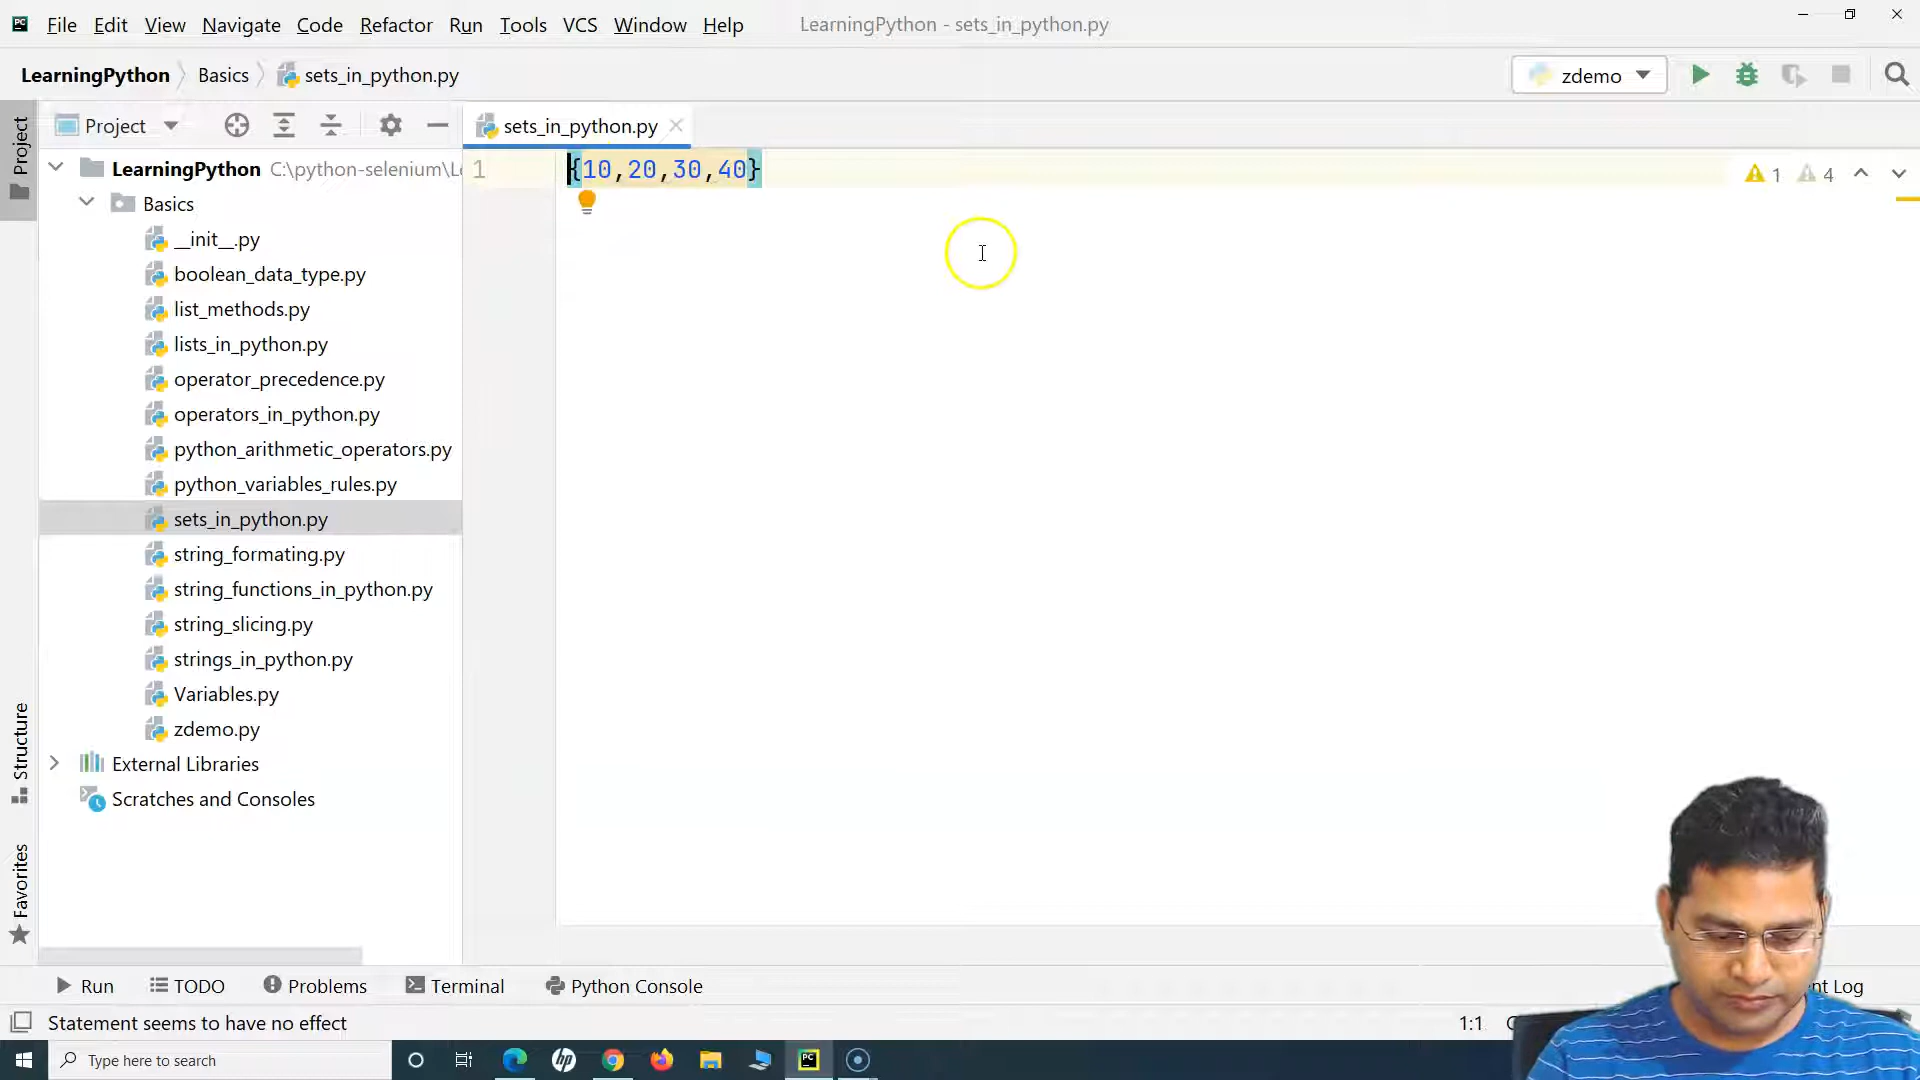 File Edit View Navigate Code Refactor Run Tools VCS Window Help LearningPython - sets_in_python.py
LearningPython Basics sets_in_python.py zdemo
Project sets_in_python.py
Project
LearningPython C:\python-selenium\L
1 {10,20,30,40} 1 4
Basics
__init__.py
boolean_data_type.py
list_methods.py
lists_in_python.py
operator_precedence.py
operators_in_python.py
python_arithmetic_operators.py
python_variables_rules.py
sets_in_python.py
string_formating.py
string_functions_in_python.py
string_slicing.py
strings_in_python.py
Variables.py
zdemo.py
External Libraries
Scratches and Consoles
Structure
Favorites
Run TODO Problems Terminal Python Console nt Log
Statement seems to have no effect 1:1
Type here to search